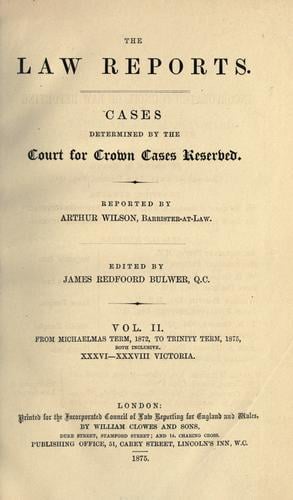 THE
LAW REPORTS.
CASES
DETERMINED BY THE
Court for Crown Cases Reserved.
REPORTED BY
ARTHUR WILSON, BARRISTER-AT-LAW.
EDITED BY
JAMES REDFOORD BULWER, Q.C.
VOL. II.
FROM MICHAELMAS TERM, 1872, TO TRINITY TERM, 1875,
BOTH INCLUSIVE.
XXXVI—XXXVIII VICTORIA.
LONDON:
Printed for the Incorporated Council of Law Reporting for England and Wales,
BY WILLIAM CLOWES AND SONS,
DUKE STREET, STAMFORD STREET; AND 14, CHARING CROSS.
PUBLISHING OFFICE, 51, CAREY STREET, LINCOLN'S INN, W.C.
1875.